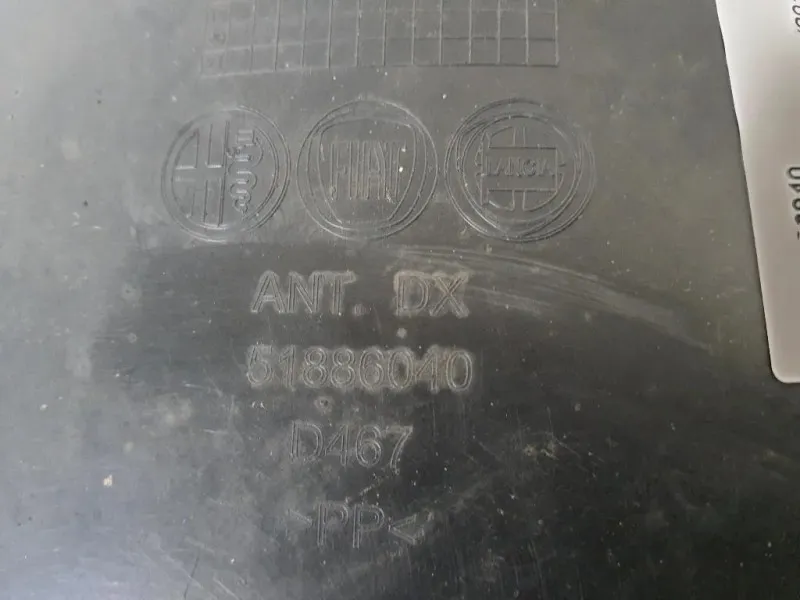 FIAT LANCIA
ANT. DX
51886040
D467
>PP<